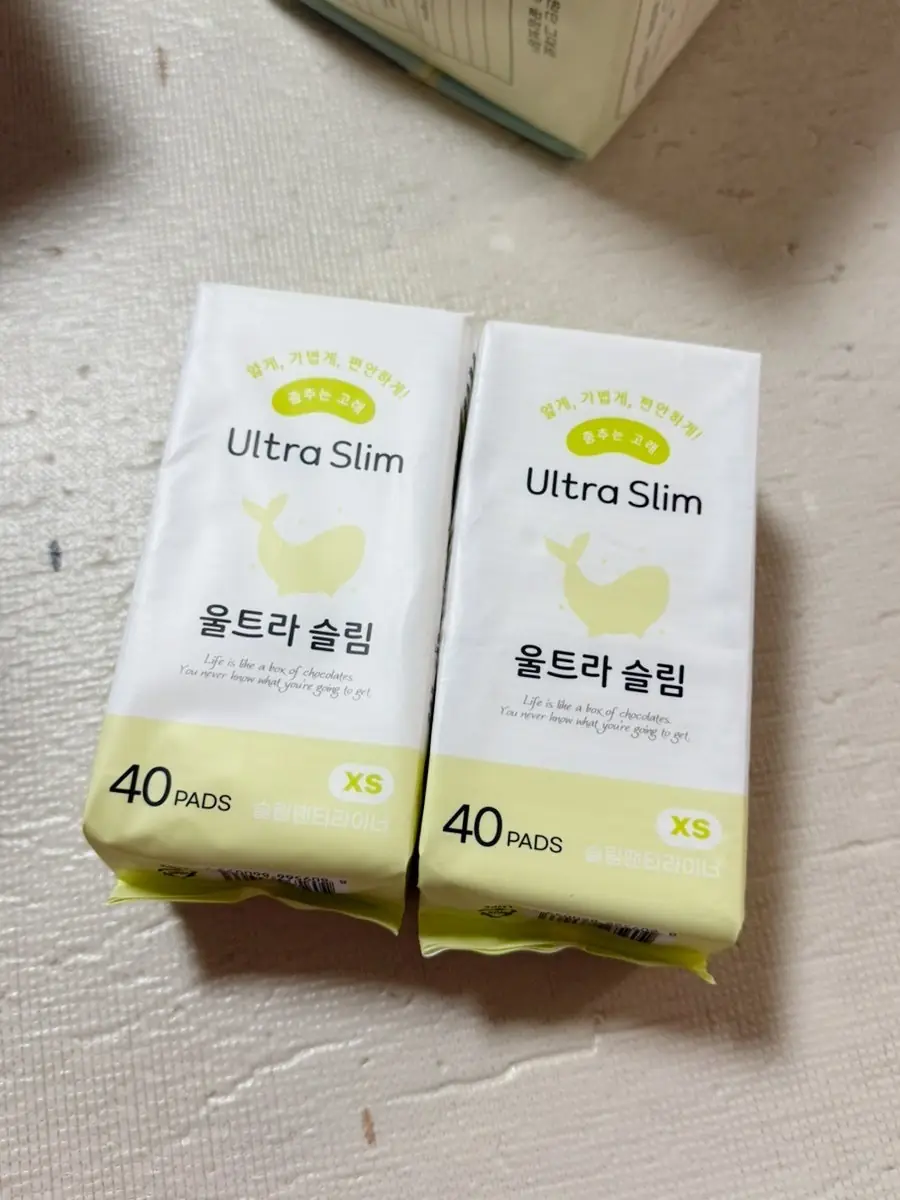 얇게, 가볍게, 편안하게!
춤추는 고래
Ultra Slim
울트라 슬림
Life is like a box of chocolates.
You never know what you're going to get.
40 PADS
XS
슬림팬티라이너
얇게, 가볍게, 편안하게!
춤추는 고래
Ultra Slim
울트라 슬림
Life is like a box of chocolates.
You never know what you're going to get.
40 PADS
XS
슬림팬티라이너